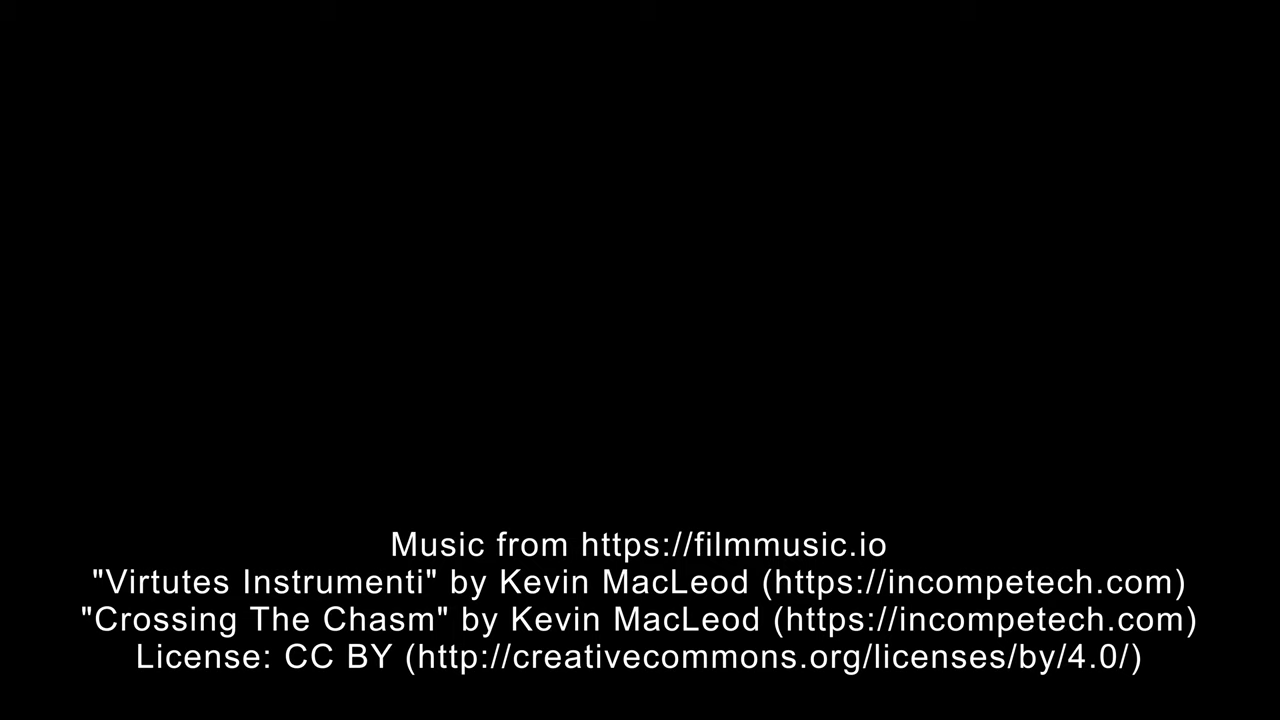 Music from https://filmmusic.io
"Virtutes Instrumenti" by Kevin MacLeod (https://incompetech.com)
"Crossing The Chasm" by Kevin MacLeod (https://incompetech.com)
License: CC BY (http://creativecommons.org/licenses/by/4.0/)